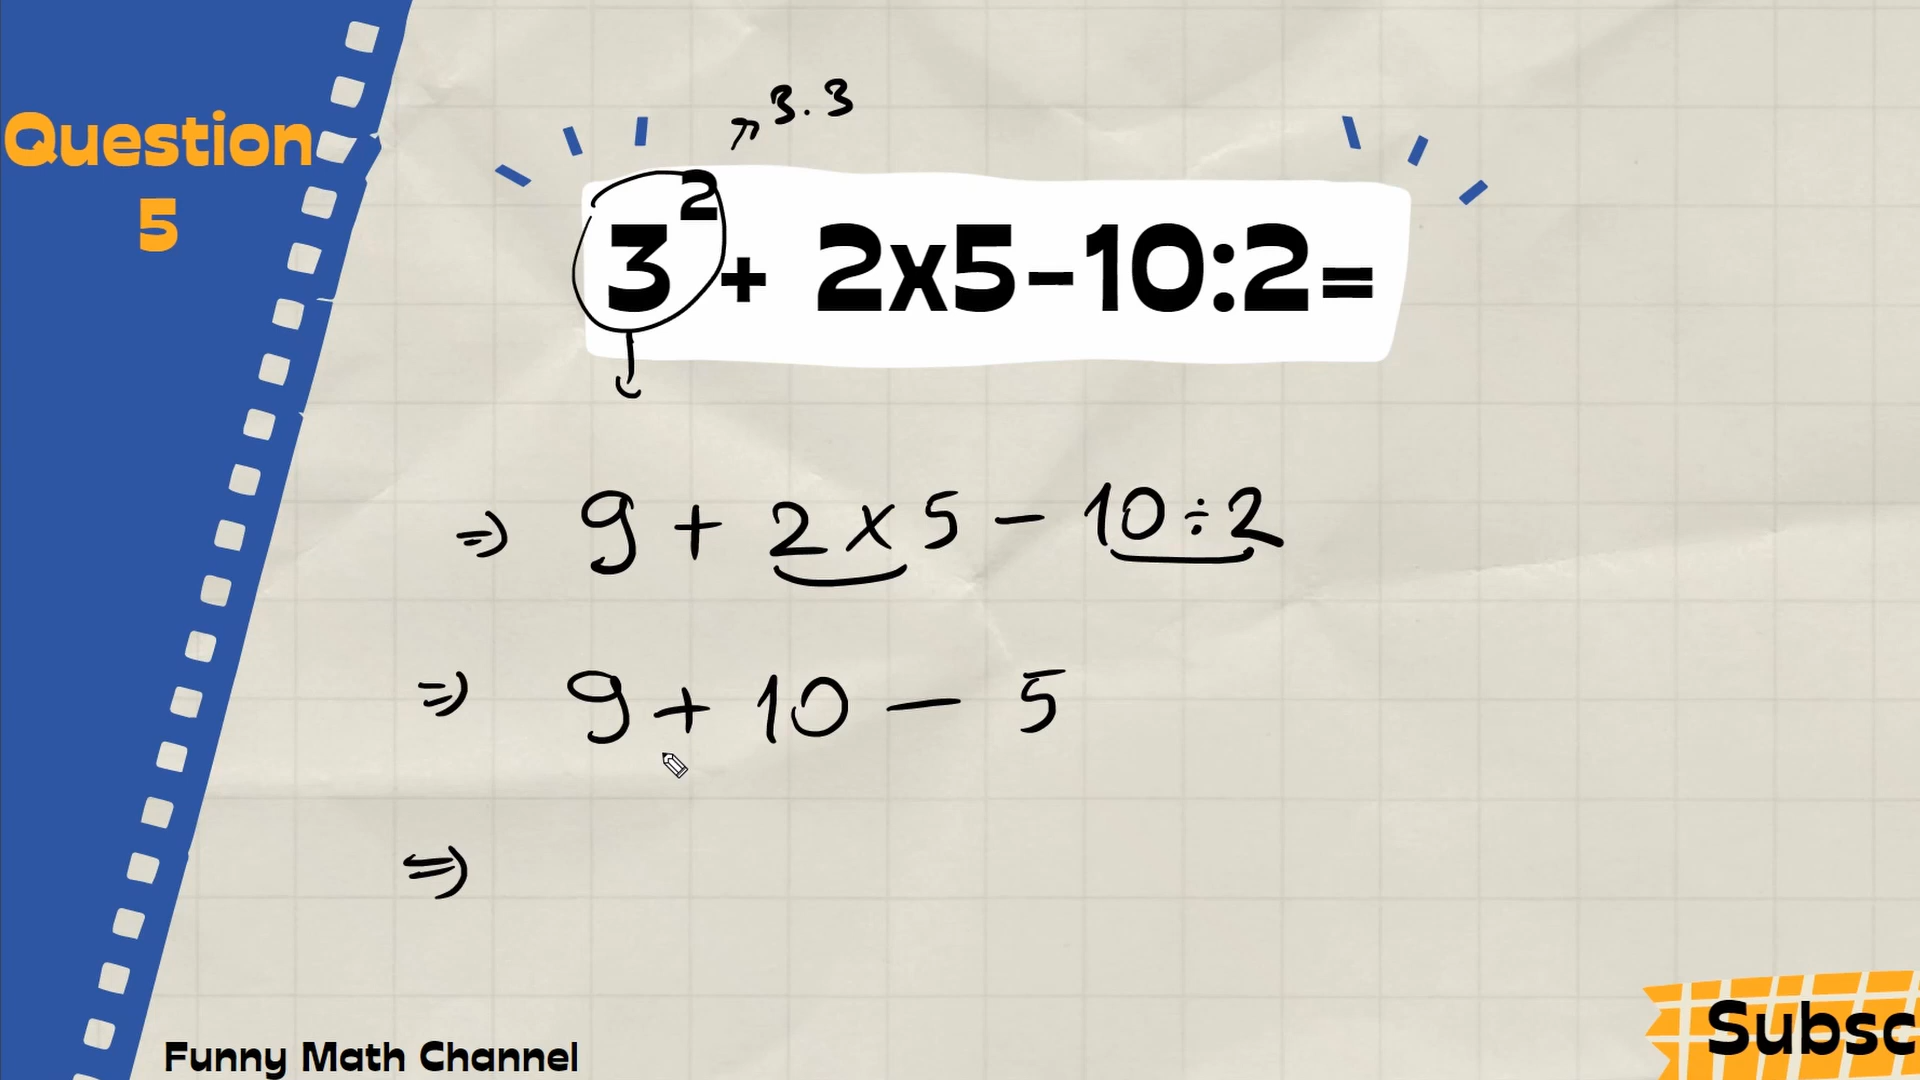 Question
5
3.3
3² + 2x5-10:2=
⇒ 9 + 2 × 5 - 10 ÷ 2
⇒ 9 + 10 - 5
⇒
Funny Math Channel
Subsc